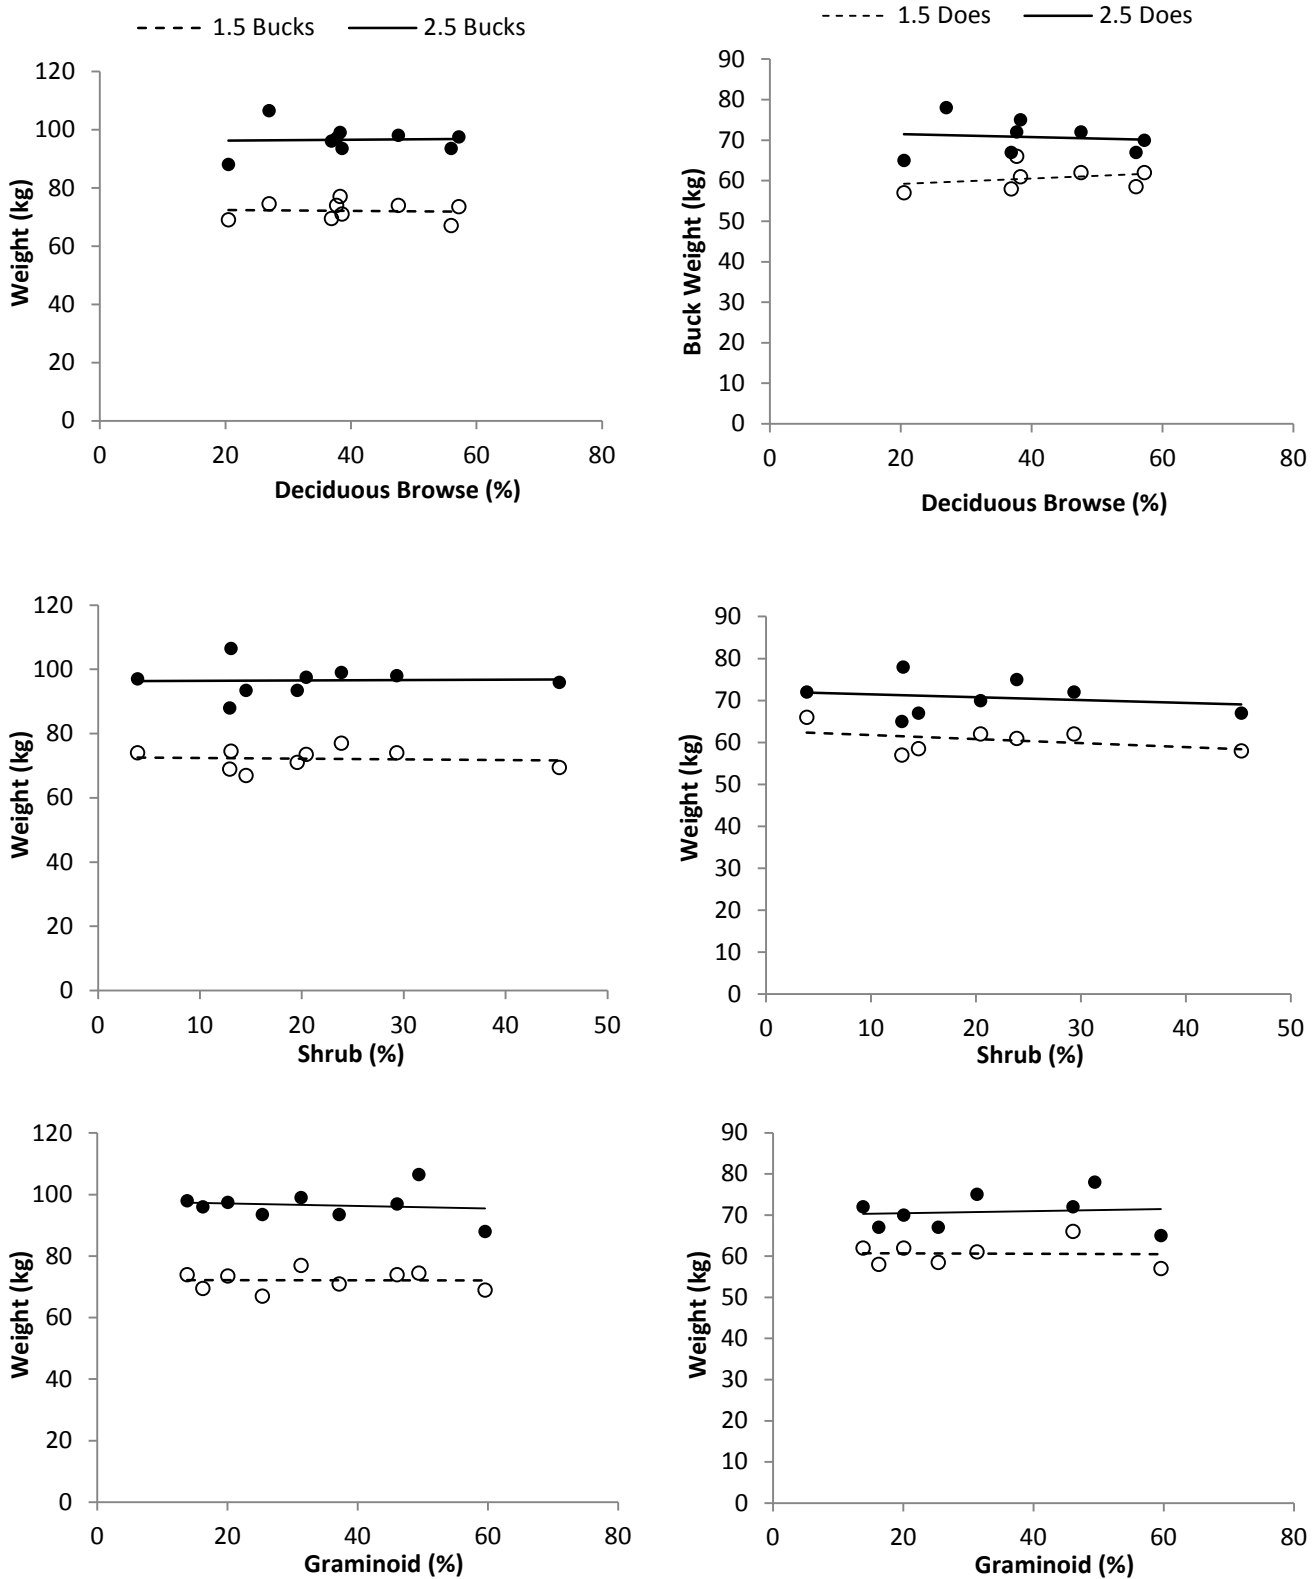 1.5 Bucks 2.5 Bucks
120
100
80
60
40
20
0
0 20 40 60 80
Weight (kg)
Deciduous Browse (%)
1.5 Does 2.5 Does
90
80
70
60
50
40
30
20
10
0
0 20 40 60 80
Buck Weight (kg)
Deciduous Browse (%)
120
100
80
60
40
20
0
0 10 20 30 40 50
Weight (kg)
Shrub (%)
90
80
70
60
50
40
30
20
10
0
0 10 20 30 40 50
Weight (kg)
Shrub (%)
120
100
80
60
40
20
0
0 20 40 60 80
Weight (kg)
Graminoid (%)
90
80
70
60
50
40
30
20
10
0
0 20 40 60 80
Weight (kg)
Graminoid (%)